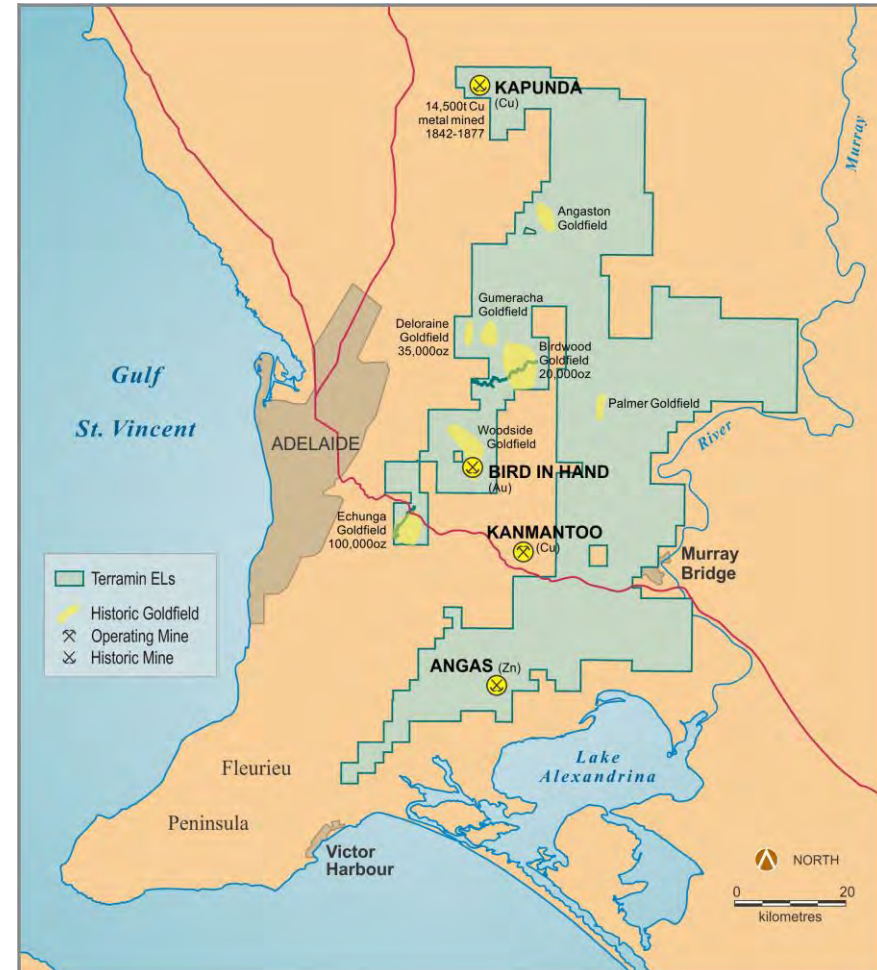 KAPUNDA
(Cu)
14,500t Cu
metal mined
1842-1877
Murray
Angaston
Goldfield
Gumeracha
Goldfield
Deloraine
Goldfield
35,000oz
Birdwood
Goldfield
20,000oz
Gulf
St. Vincent
Palmer Goldfield
River
ADELAIDE
Woodside
Goldfield
BIRD IN HAND
(Au)
Echunga
Goldfield
100,000oz
KANMANTOO
(Cu)
Murray
Bridge
Terramin ELs
Historic Goldfield
Operating Mine
Historic Mine
ANGAS (Zn)
Lake
Alexandrina
Fleurieu
Peninsula
Victor
Harbour
NORTH
0 20
kilometres